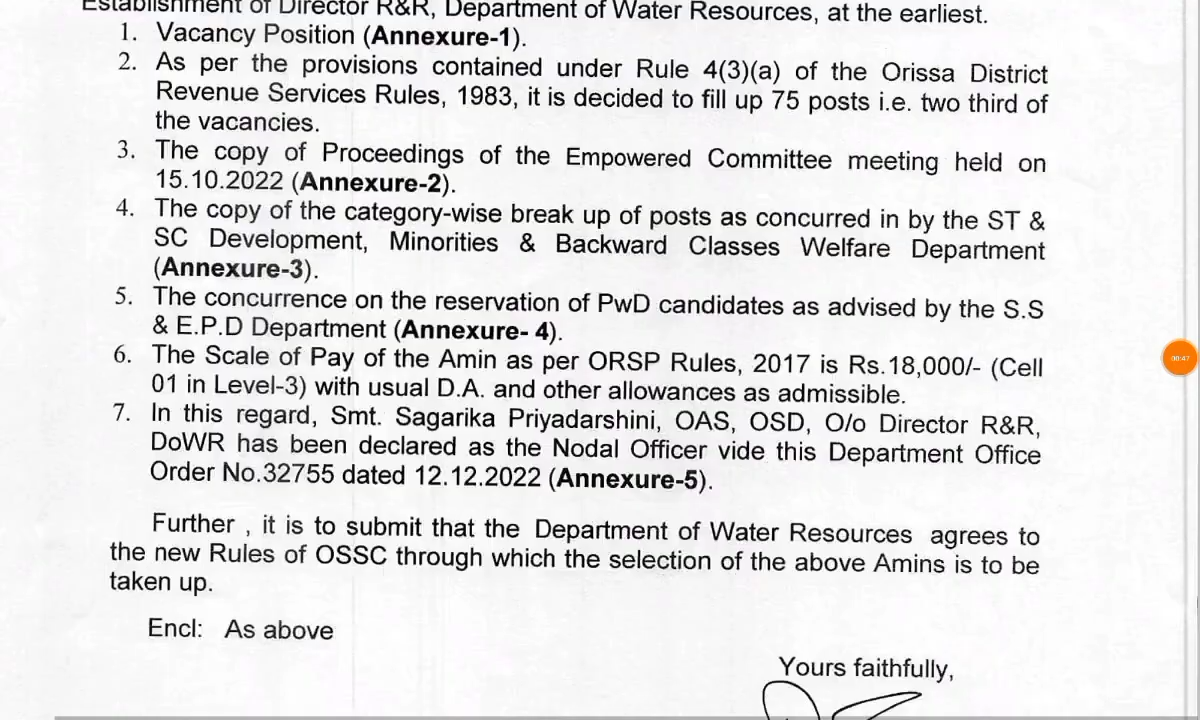 Establishment of Director R&R, Department of Water Resources, at the earliest.
1. Vacancy Position (Annexure-1).
2. As per the provisions contained under Rule 4(3)(a) of the Orissa District
Revenue Services Rules, 1983, it is decided to fill up 75 posts i.e. two third of
the vacancies.
3. The copy of Proceedings of the Empowered Committee meeting held on
15.10.2022 (Annexure-2).
4. The copy of the category-wise break up of posts as concurred in by the ST &
SC Development, Minorities & Backward Classes Welfare Department
(Annexure-3).
5. The concurrence on the reservation of PwD candidates as advised by the S.S
& E.P.D Department (Annexure- 4).
6. The Scale of Pay of the Amin as per ORSP Rules, 2017 is Rs.18,000/- (Cell
01 in Level-3) with usual D.A. and other allowances as admissible.
7. In this regard, Smt. Sagarika Priyadarshini, OAS, OSD, O/o Director R&R,
DoWR has been declared as the Nodal Officer vide this Department Office
Order No.32755 dated 12.12.2022 (Annexure-5).
Further , it is to submit that the Department of Water Resources agrees to
the new Rules of OSSC through which the selection of the above Amins is to be
taken up.
Encl: As above
Yours faithfully,
00:47